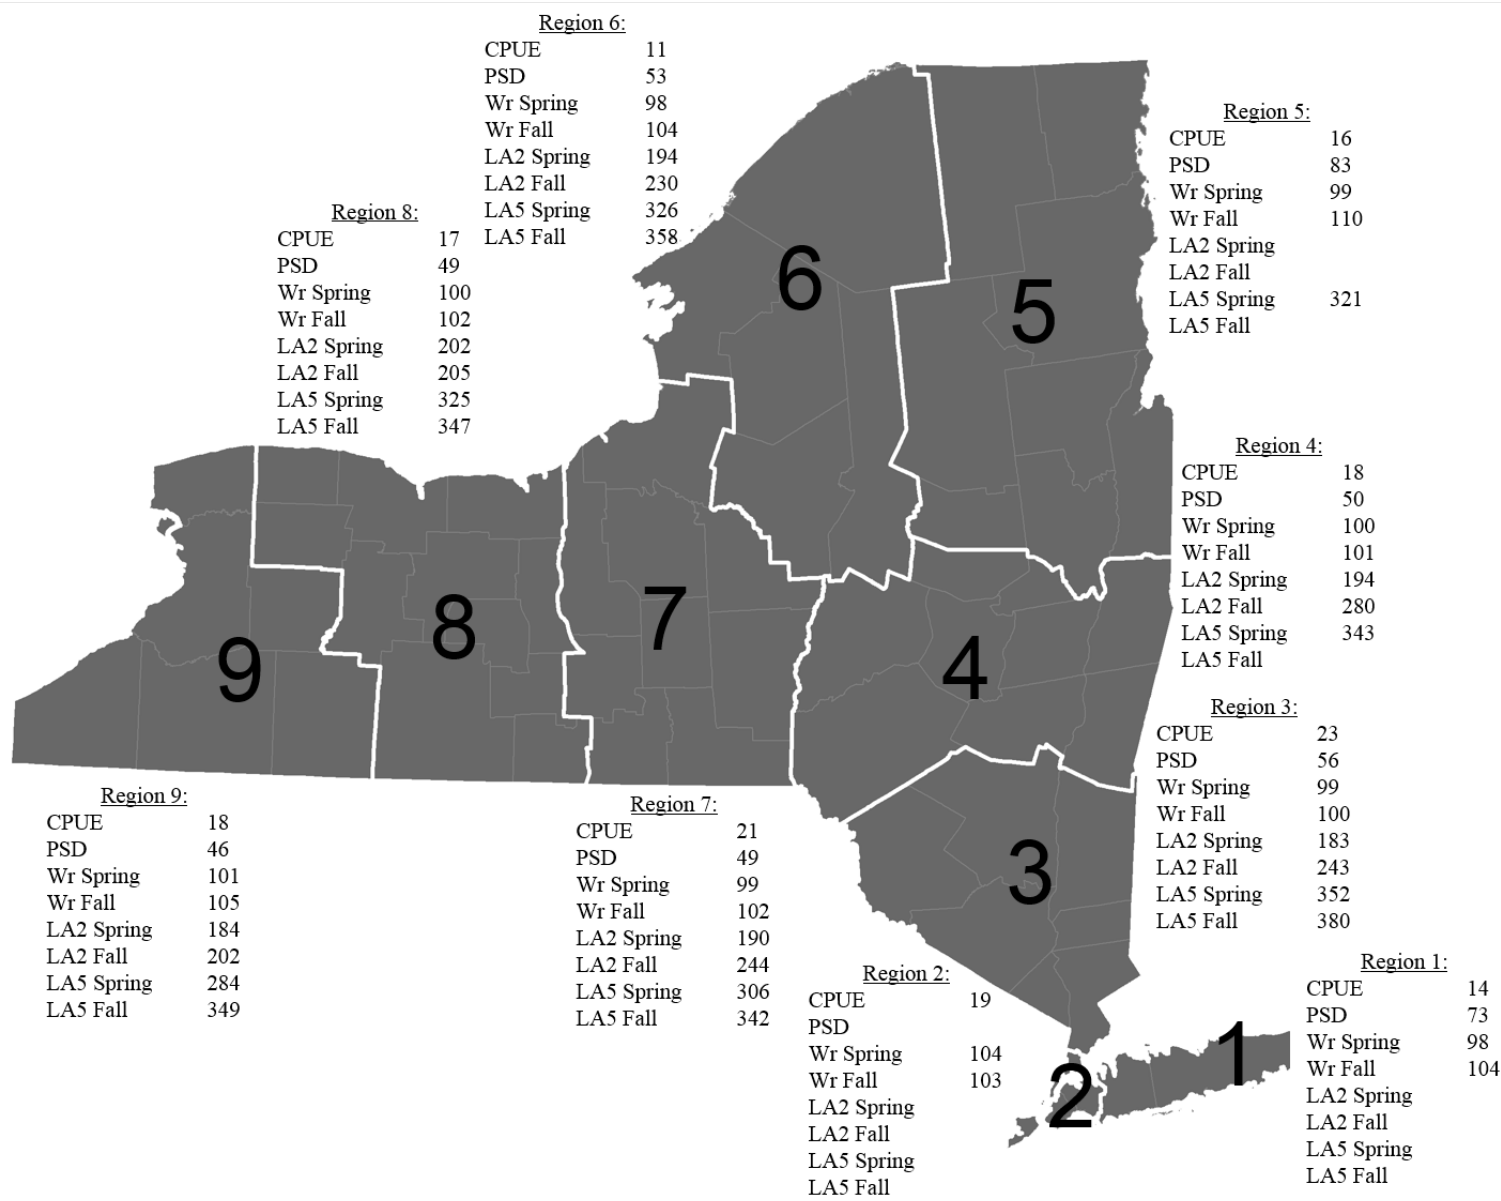 Region 6:
CPUE 11
PSD 53
Wr Spring 98
Wr Fall 104
LA2 Spring 194
LA2 Fall 230
LA5 Spring 326
LA5 Fall 358
Region 5:
CPUE 16
PSD 83
Wr Spring 99
Wr Fall 110
LA2 Spring
LA2 Fall
LA5 Spring 321
LA5 Fall
Region 8:
CPUE 17
PSD 49
Wr Spring 100
Wr Fall 102
LA2 Spring 202
LA2 Fall 205
LA5 Spring 325
LA5 Fall 347
6
5
Region 4:
CPUE 18
PSD 50
Wr Spring 100
Wr Fall 101
LA2 Spring 194
LA2 Fall 280
LA5 Spring 343
LA5 Fall
9
8
7
4
Region 3:
CPUE 23
PSD 56
Wr Spring 99
Wr Fall 100
LA2 Spring 183
LA2 Fall 243
LA5 Spring 352
LA5 Fall 380
3
Region 9:
CPUE 18
PSD 46
Wr Spring 101
Wr Fall 105
LA2 Spring 184
LA2 Fall 202
LA5 Spring 284
LA5 Fall 349
Region 7:
CPUE 21
PSD 49
Wr Spring 99
Wr Fall 102
LA2 Spring 190
LA2 Fall 244
LA5 Spring 306
LA5 Fall 342
Region 2:
CPUE 19
PSD
Wr Spring 104
Wr Fall 103
LA2 Spring
LA2 Fall
LA5 Spring
LA5 Fall
2
1
Region 1:
CPUE 14
PSD 73
Wr Spring 98
Wr Fall 104
LA2 Spring
LA2 Fall
LA5 Spring
LA5 Fall